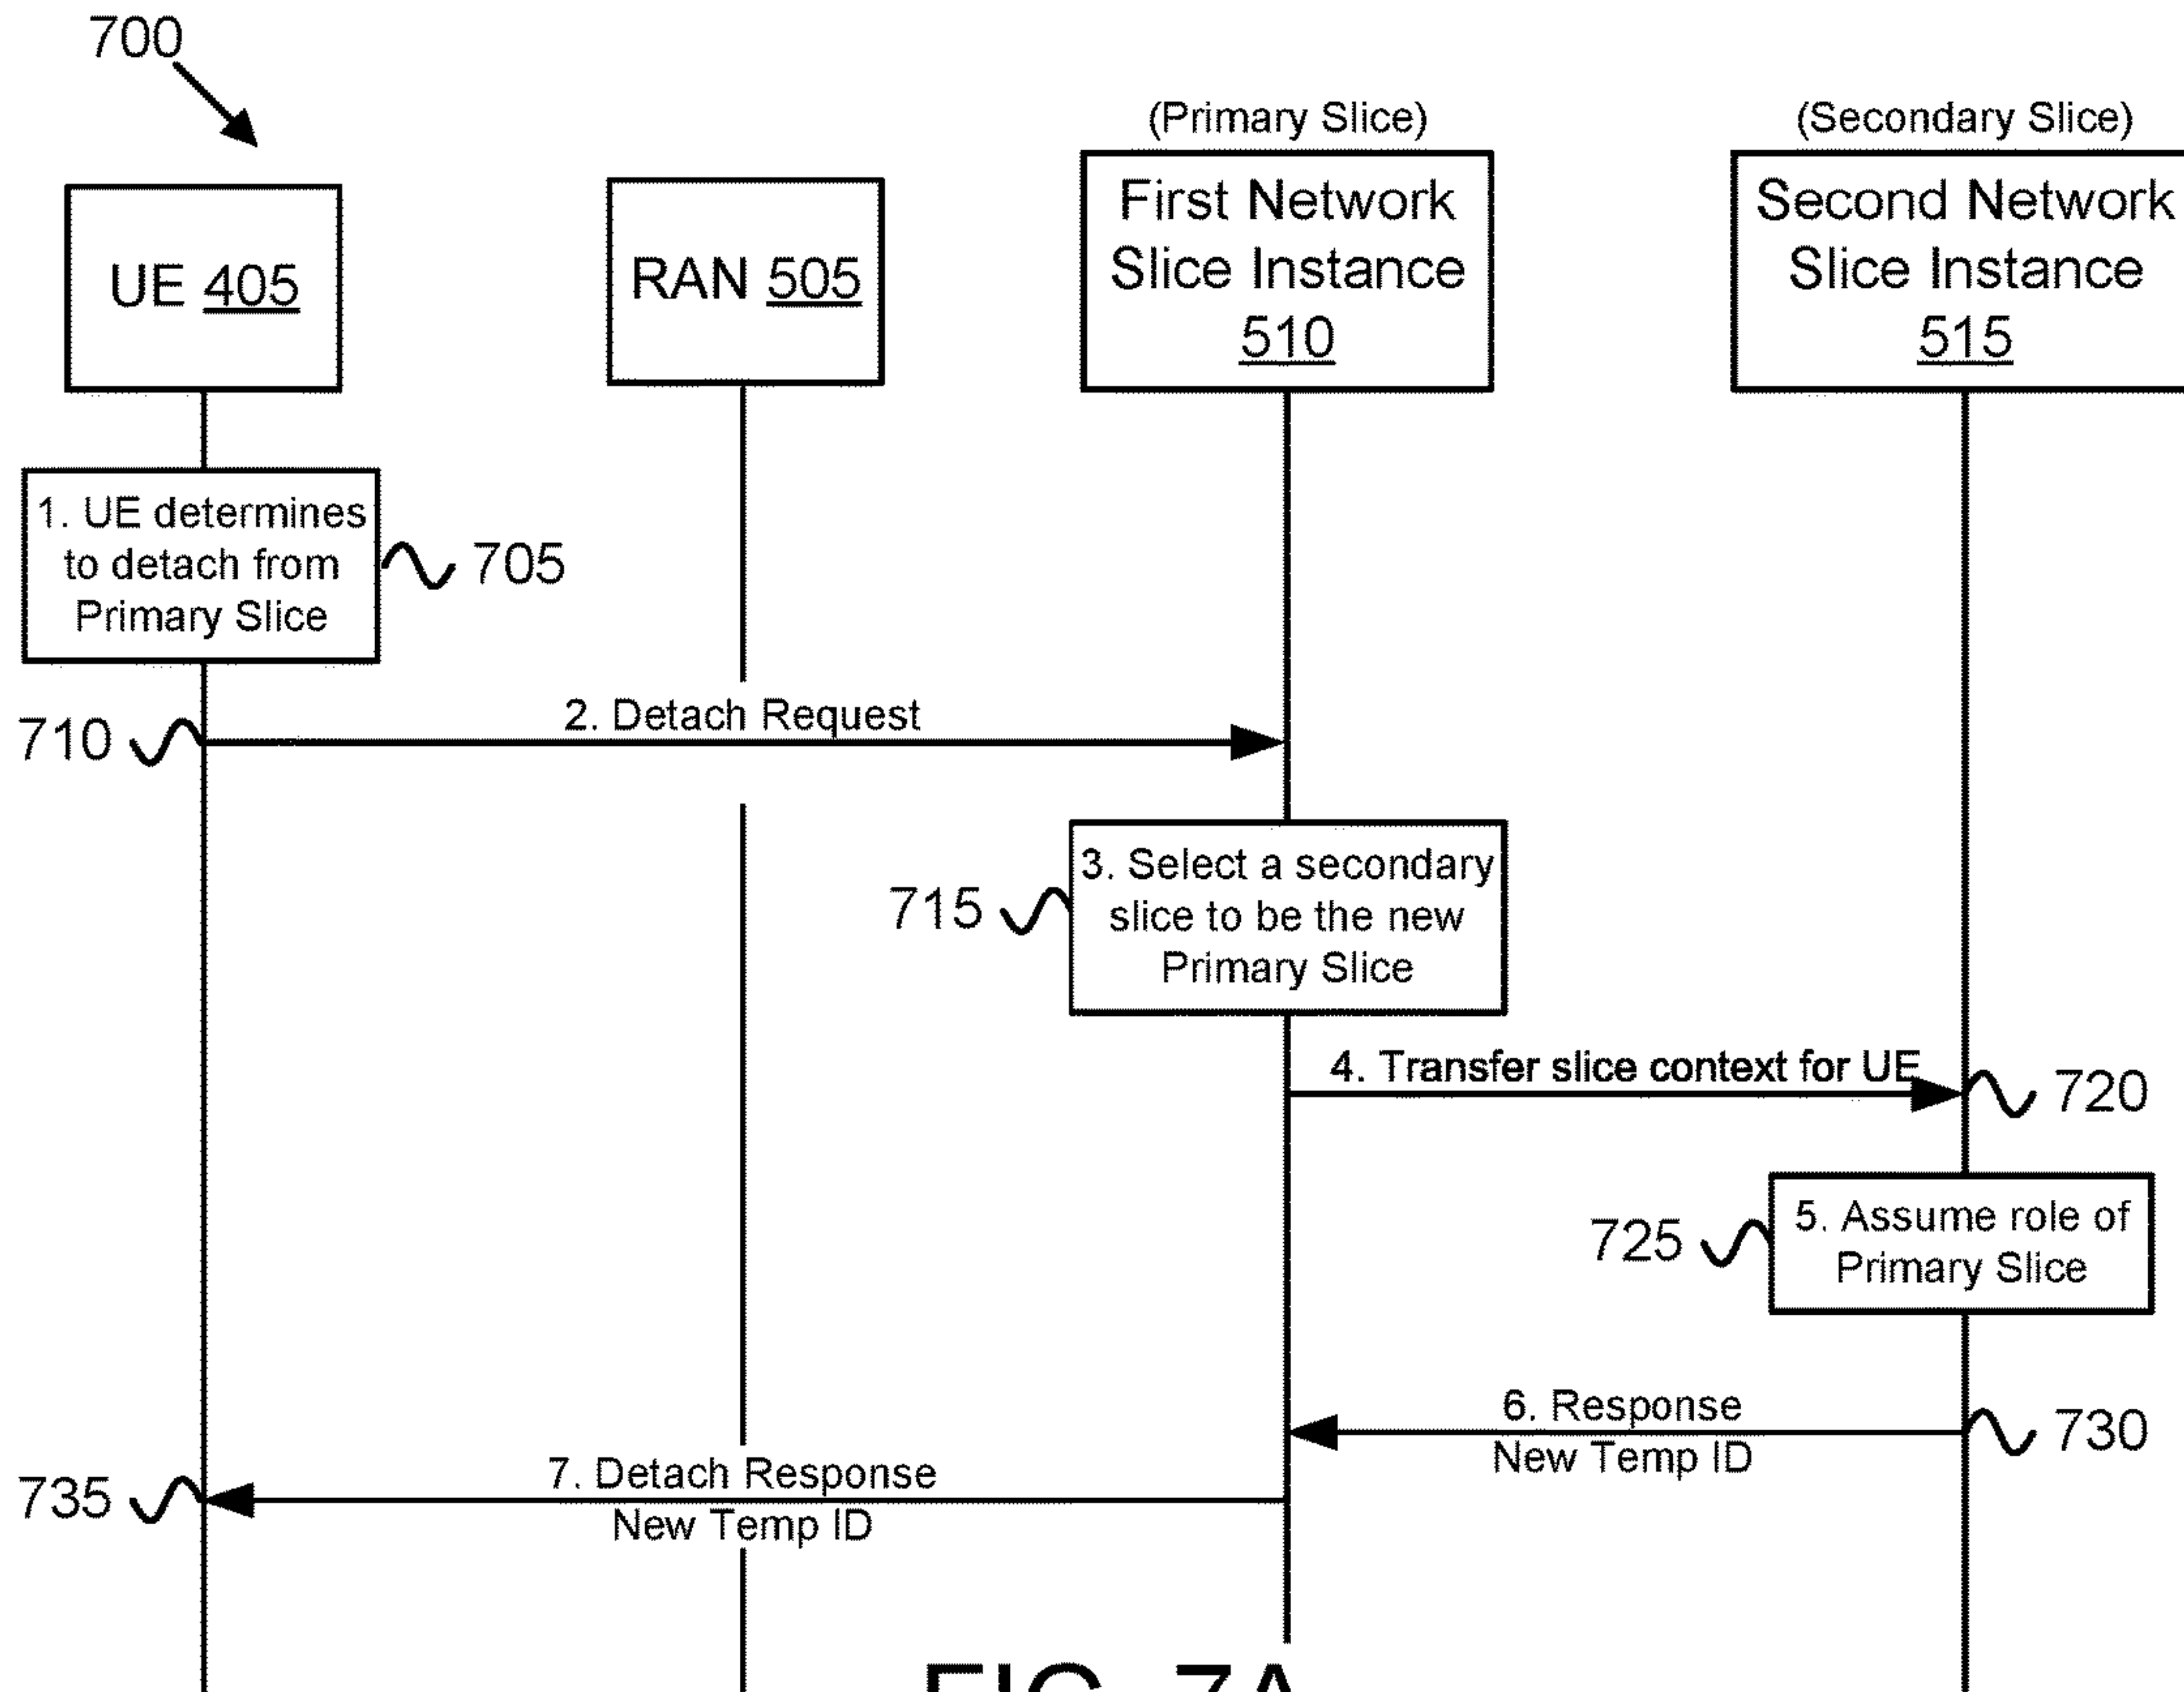 700
(Primary Slice)
(Secondary Slice)
UE 405
RAN 505
First Network
Slice Instance
510
Second Network
Slice Instance
515
1. UE determines
to detach from
Primary Slice
705
2. Detach Request
710
3. Select a secondary
slice to be the new
Primary Slice
715
4. Transfer slice context for UE
720
5. Assume role of
Primary Slice
725
6. Response
New Temp ID
730
7. Detach Response
New Temp ID
735
FIG. 7A